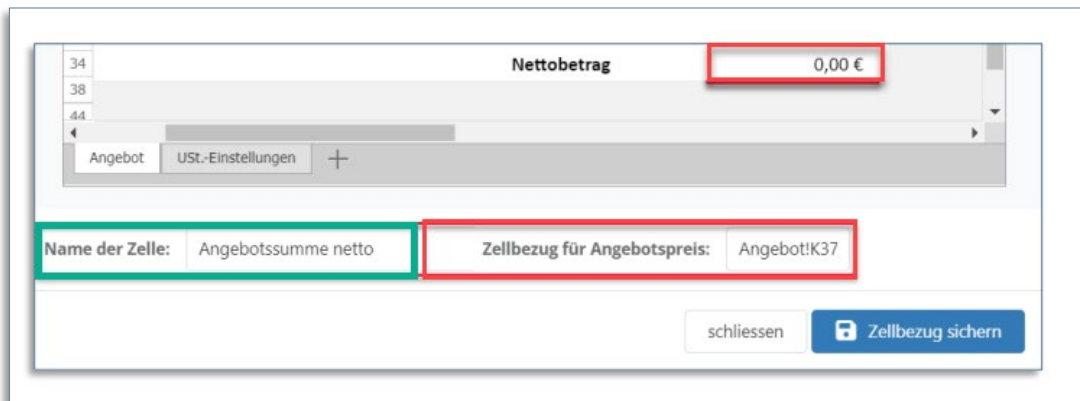 34 Nettobetrag 0,00 €
38
44
Angebot USt.-Einstellungen
Name der Zelle: Angebotssumme netto Zellbezug für Angebotspreis: Angebot!K37
schliessen Zellbezug sichern